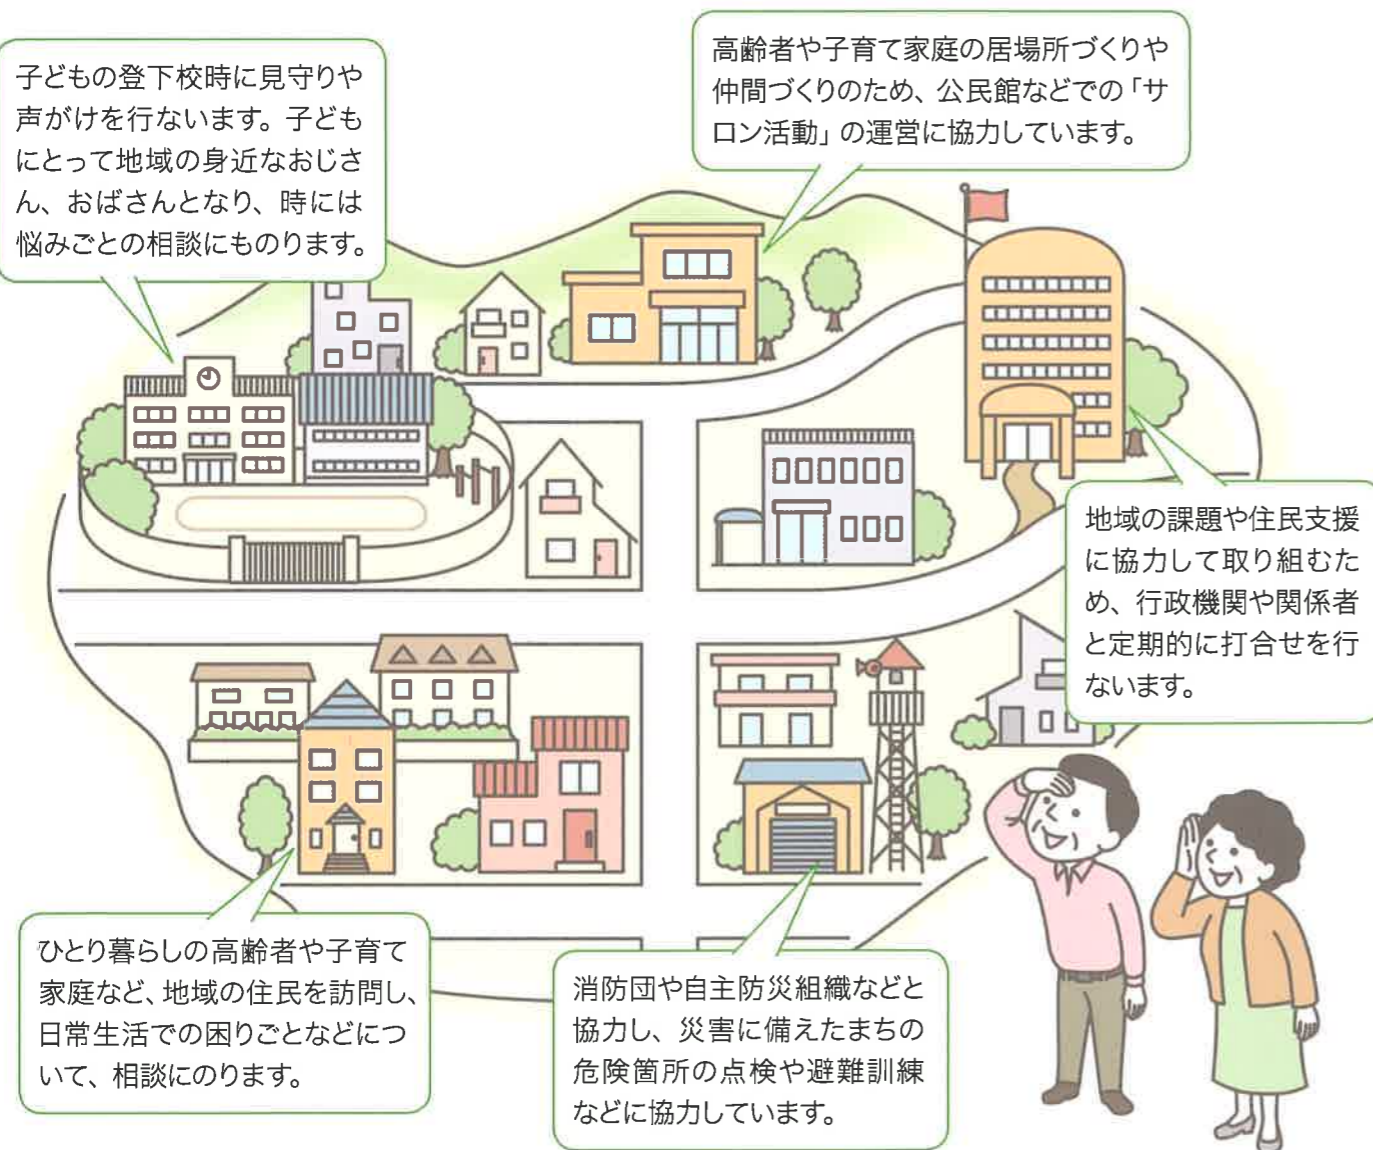 子どもの登下校時に見守りや
声がけを行ないます。子ども
にとって地域の身近なおじさ
ん、おばさんとなり、時には
悩みごとの相談にものります。
高齢者や子育て家庭の居場所づくりや
仲間づくりのため、公民館などでの「サ
ロン活動」の運営に協力しています。
地域の課題や住民支援
に協力して取り組むた
め、行政機関や関係者
と定期的に打合せを行
ないます。
ひとり暮らしの高齢者や子育て
家庭など、地域の住民を訪問し、
日常生活での困りごとなどにつ
いて、相談にのります。
消防団や自主防災組織などと
協力し、災害に備えたまちの
危険箇所の点検や避難訓練
などに協力しています。